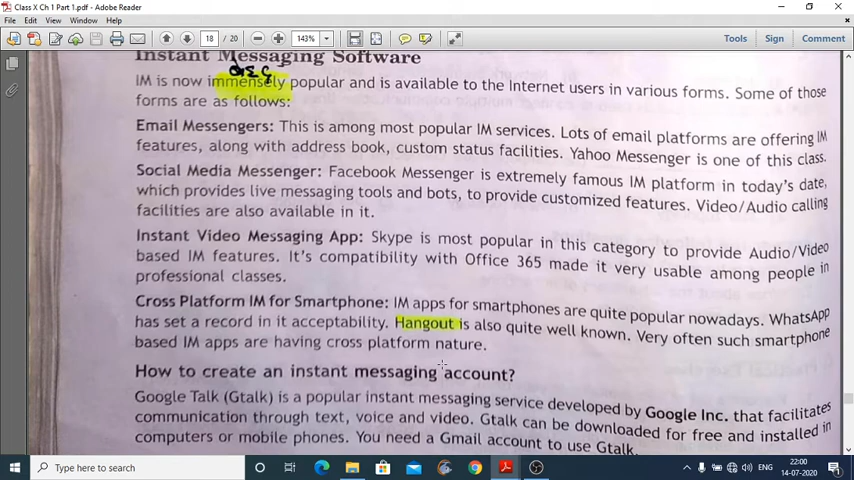 Class X Ch 1 Part 1.pdf - Adobe Reader
File Edit View Window Help
18 / 20 143% Tools Sign Comment
Instant Messaging Software
IM is now immensely popular and is available to the Internet users in various forms. Some of those
forms are as follows:
Email Messengers: This is among most popular IM services. Lots of email platforms are offering IM
features, along with address book, custom status facilities. Yahoo Messenger is one of this class.
Social Media Messenger: Facebook Messenger is extremely famous IM platform in today's date,
which provides live messaging tools and bots, to provide customized features. Video/Audio calling
facilities are also available in it.
Instant Video Messaging App: Skype is most popular in this category to provide Audio/Video
based IM features. It's compatibility with Office 365 made it very usable among people in
professional classes.
Cross Platform IM for Smartphone: IM apps for smartphones are quite popular nowadays. WhatsApp
has set a record in it acceptability. Hangout is also quite well known. Very often such smartphone
based IM apps are having cross platform nature.
How to create an instant messaging account?
Google Talk (Gtalk) is a popular instant messaging service developed by Google Inc. that facilitates
communication through text, voice and video. Gtalk can be downloaded for free and installed in
computers or mobile phones. You need a Gmail account to use Gtalk.
Type here to search
ENG
22:00
14-07-2020